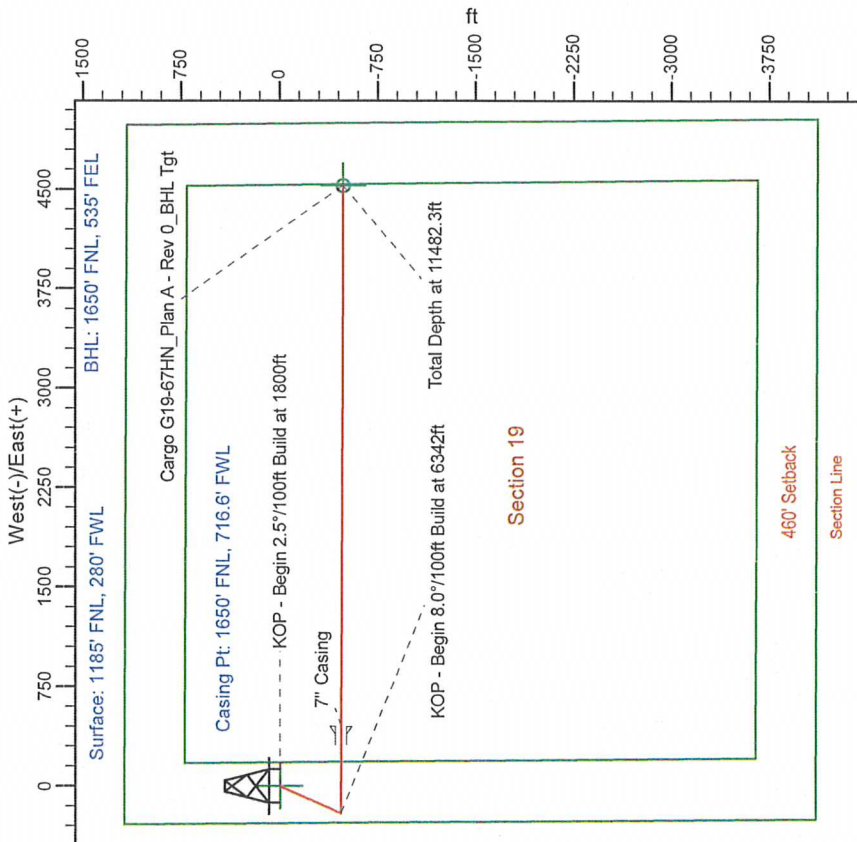 ft
1500
-750
-0
-750
-1500
-2250
-3000
-3750
West(-)/East(+)
0
750
1500
2250
3000
3750
4500
Surface: 1185' FNL, 280' FWL
BHL: 1650' FNL, 535' FEL
Cargo G19-67HN_Plan A - Rev 0_BHL Tgt
Casing Pt: 1650' FNL, 716.6' FWL
KOP - Begin 2.5°/100ft Build at 1800ft
7" Casing
KOP - Begin 8.0°/100ft Build at 6342ft
Total Depth at 11482.3ft
Section 19
460' Setback
Section Line